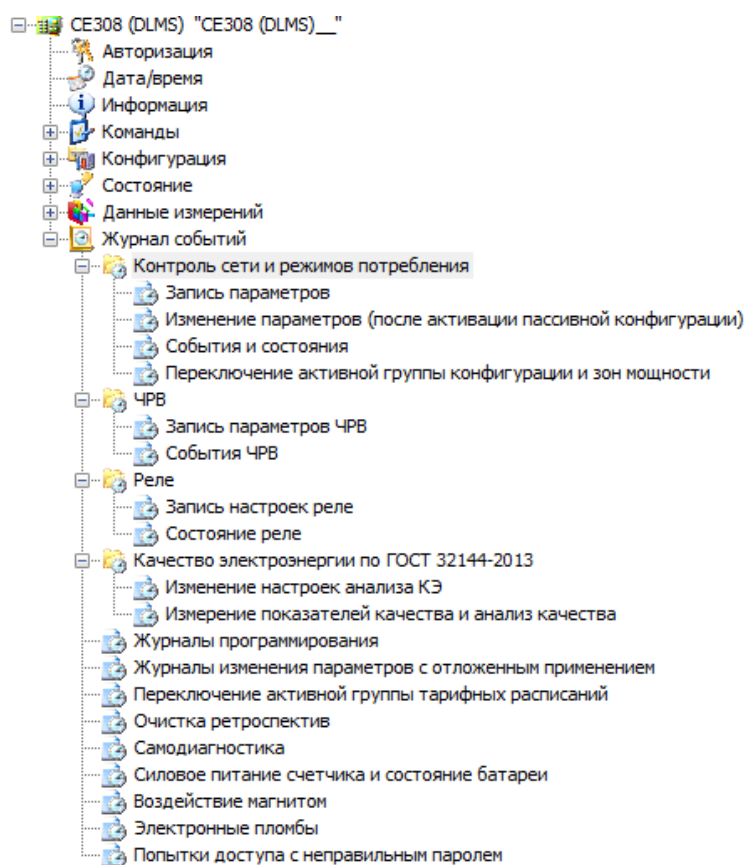 CE308 (DLMS) "CE308 (DLMS)__"
Авторизация
Дата/время
Информация
Команды
Конфигурация
Состояние
Данные измерений
Журнал событий
Контроль сети и режимов потребления
Запись параметров
Изменение параметров (после активации пассивной конфигурации)
События и состояния
Переключение активной группы конфигурации и зон мощности
ЧРВ
Запись параметров ЧРВ
События ЧРВ
Реле
Запись настроек реле
Состояние реле
Качество электроэнергии по ГОСТ 32144-2013
Изменение настроек анализа КЭ
Измерение показателей качества и анализ качества
Журналы программирования
Журналы изменения параметров с отложенным применением
Переключение активной группы тарифных расписаний
Очистка ретроспектив
Самодиагностика
Силовое питание счетчика и состояние батареи
Воздействие магнитом
Электронные пломбы
Попытки доступа с неправильным паролем